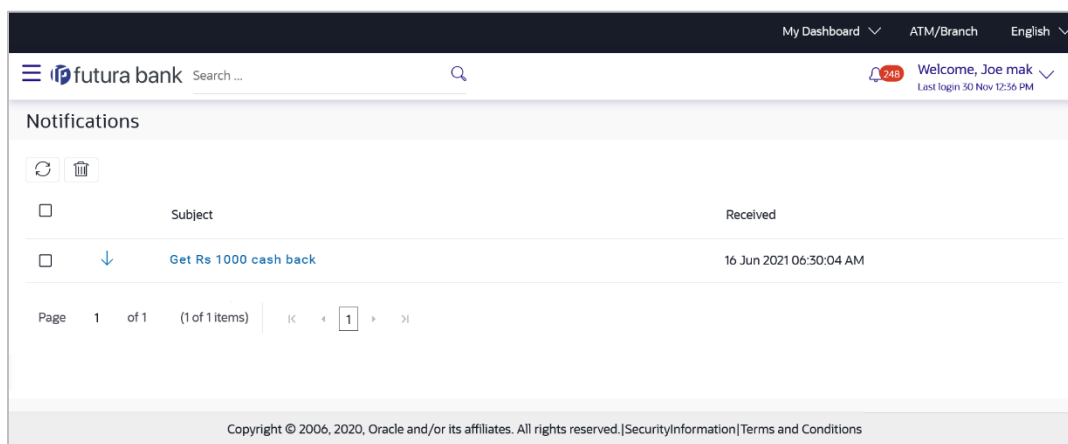 My Dashboard ATM/Branch English
futura bank Search ... 248 Welcome, Joe mak
Last login 30 Nov 12:36 PM
Notifications
Subject Received
Get Rs 1000 cash back 16 Jun 2021 06:30:04 AM
Page 1 of 1 (1 of 1 items) 1
Copyright © 2006, 2020, Oracle and/or its affiliates. All rights reserved.|SecurityInformation|Terms and Conditions